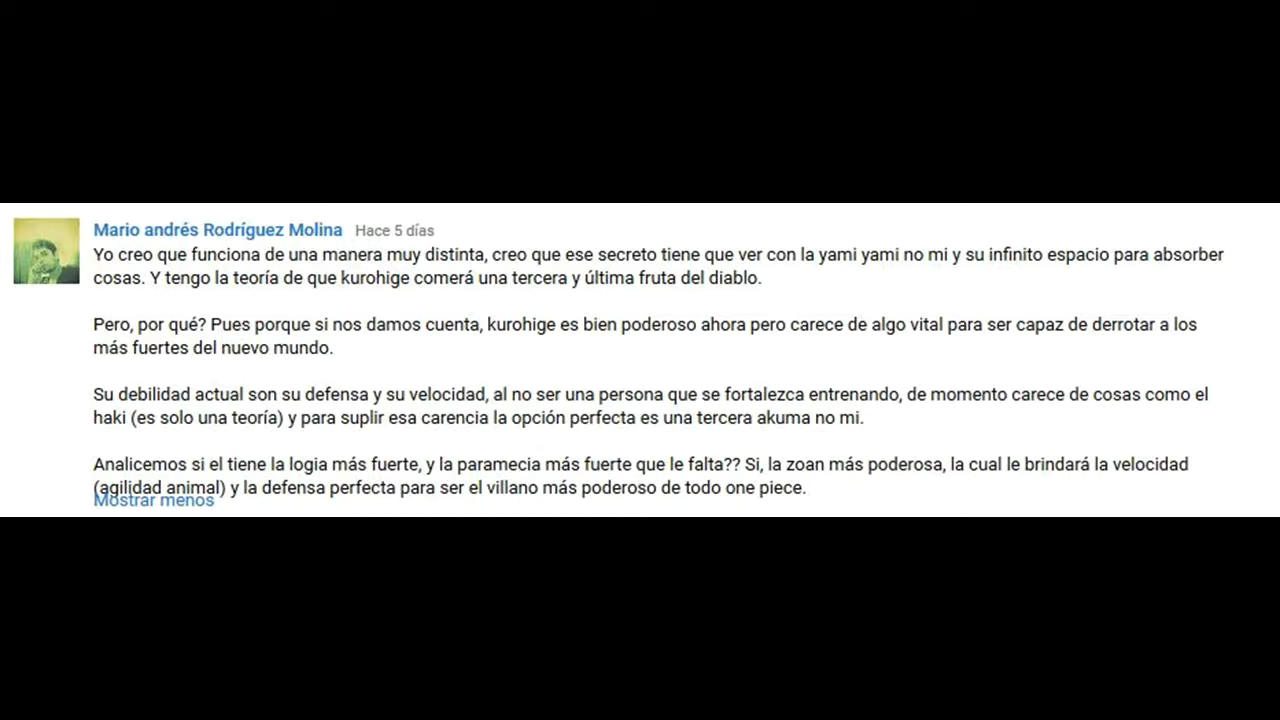 Mario andrés Rodríguez Molina Hace 5 días
Yo creo que funciona de una manera muy distinta, creo que ese secreto tiene que ver con la yami yami no mi y su infinito espacio para absorber
cosas. Y tengo la teoría de que kurohige comerá una tercera y última fruta del diablo.
Pero, por qué? Pues porque si nos damos cuenta, kurohige es bien poderoso ahora pero carece de algo vital para ser capaz de derrotar a los
más fuertes del nuevo mundo.
Su debilidad actual son su defensa y su velocidad, al no ser una persona que se fortalezca entrenando, de momento carece de cosas como el
haki (es solo una teoría) y para suplir esa carencia la opción perfecta es una tercera akuma no mi.
Analicemos si el tiene la logia más fuerte, y la paramecia más fuerte que le falta?? Si, la zoan más poderosa, la cual le brindará la velocidad
(agilidad animal) y la defensa perfecta para ser el villano más poderoso de todo one piece.
Mostrar menos